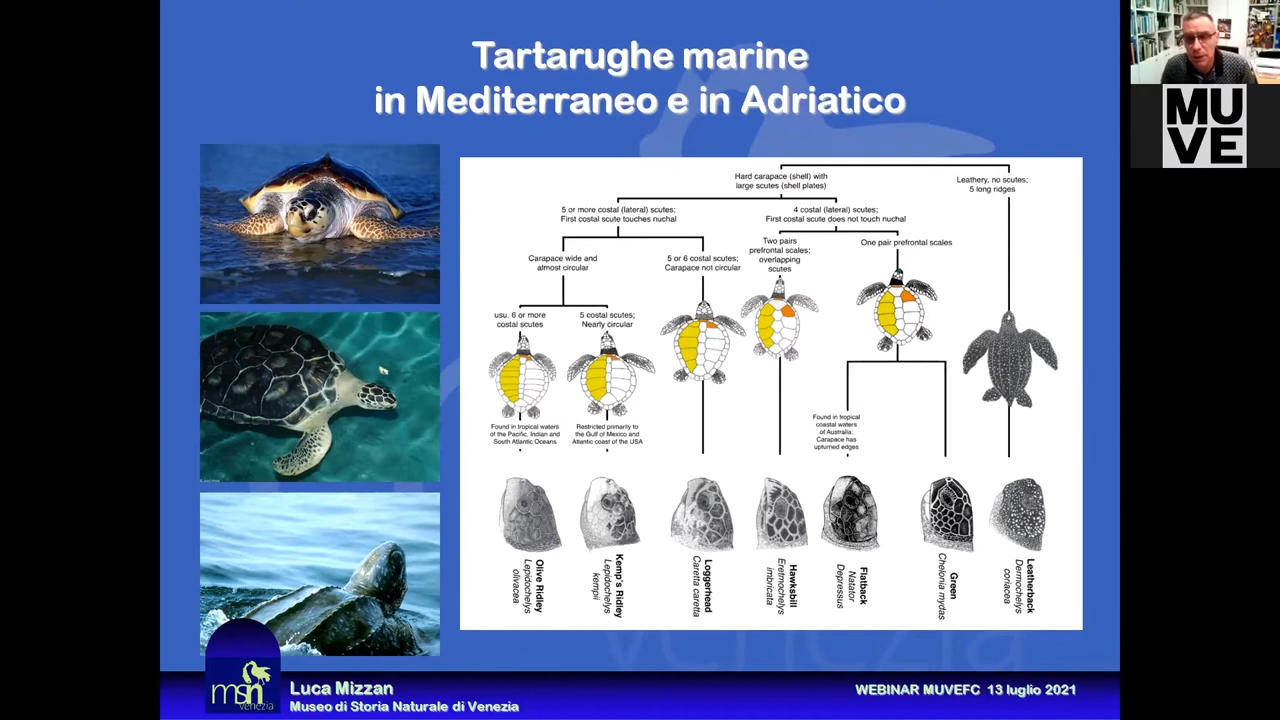 Tartarughe marine
in Mediterraneo e in Adriatico
MU
VE
Hard carapace (shell) with
large scutes (shell plates)
Leathery, no scutes;
5 long ridges
5 or more costal (lateral) scutes;
First costal scute touches nuchal
4 costal (lateral) scutes;
First costal scute does not touch nuchal
Carapace wide and
almost circular
5 or 6 costal scutes;
Carapace not circular
Two pairs
prefrontal scales;
overlapping
scutes
One pair prefrontal scales
usu. 6 or more
costal scutes
5 costal scutes;
Nearly circular
Found in tropical waters
of the Pacific, Indian and
South Atlantic Oceans
Restricted primarily to
the Gulf of Mexico and
Atlantic coast of the USA
Found in tropical
coastal waters
of Australia:
Carapace has
upturned edges
Olive Ridley
Lepidochelys
olivacea
Kemp's Ridley
Lepidochelys
kempii
Loggerhead
Caretta caretta
Hawksbill
Eretmochelys
imbricata
Flatback
Natator
Depressus
Green
Chelonia mydas
Leatherback
Dermochelys
coriacea
venezia
msn
venezia
Luca Mizzan
Museo di Storia Naturale di Venezia
WEBINAR MUVEFC 13 luglio 2021